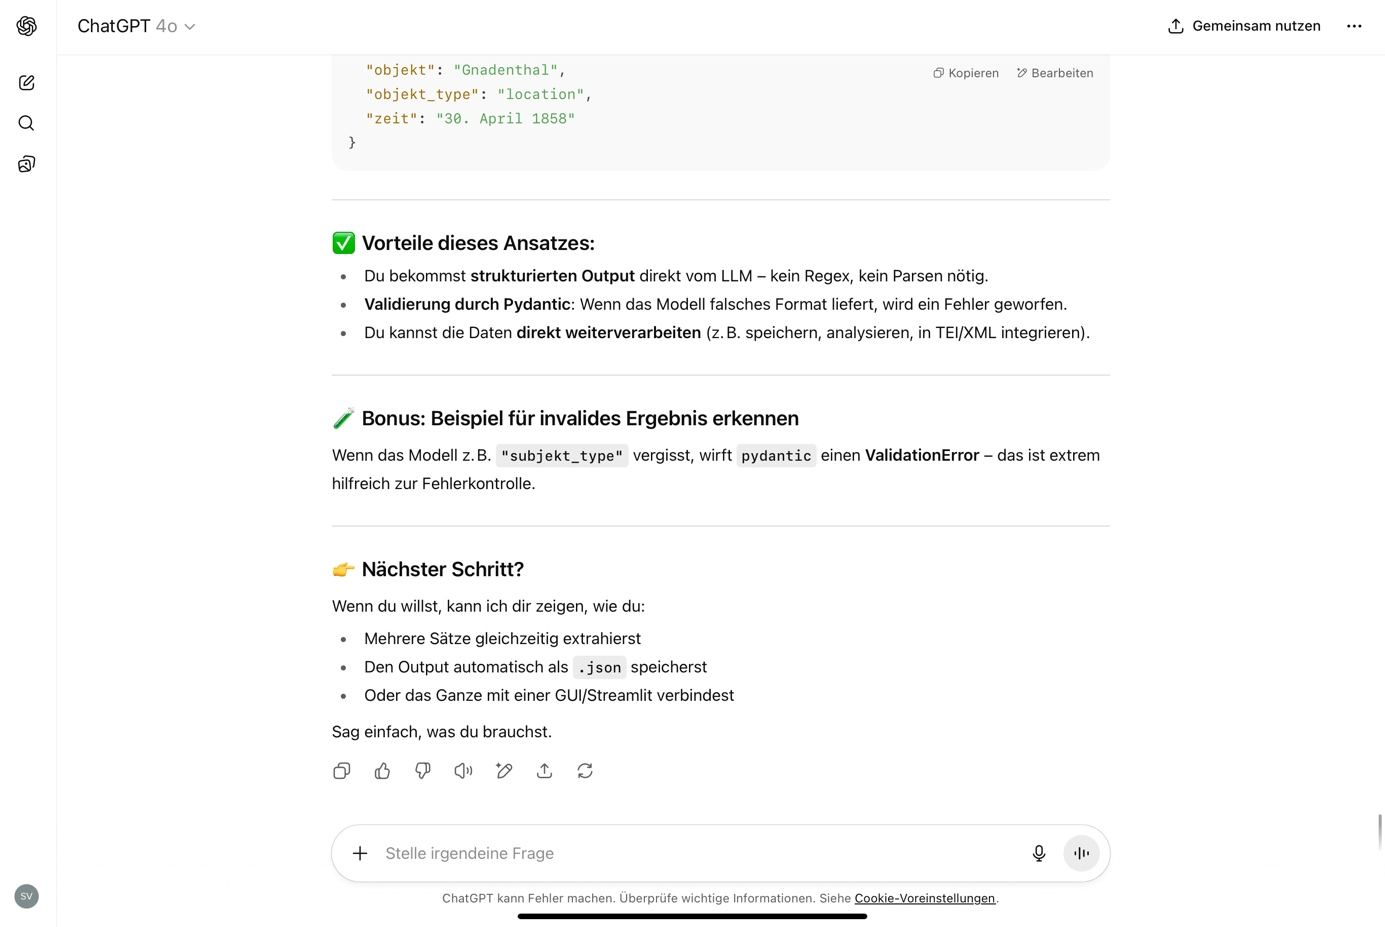 ChatGPT 4o
Gemeinsam nutzen
"objekt": "Gnadenthal",
Kopieren Bearbeiten
"objekt_type": "location",
"zeit": "30. April 1858"
}
Vorteile dieses Ansatzes:
• Du bekommst strukturierten Output direkt vom LLM – kein Regex, kein Parsen nötig.
• Validierung durch Pydantic: Wenn das Modell falsches Format liefert, wird ein Fehler geworfen.
• Du kannst die Daten direkt weiterverarbeiten (z. B. speichern, analysieren, in TEI/XML integrieren).
Bonus: Beispiel für invalides Ergebnis erkennen
Wenn das Modell z. B. "subjekt_type" vergisst, wirft pydantic einen ValidationError – das ist extrem
hilfreich zur Fehlerkontrolle.
Nächster Schritt?
Wenn du willst, kann ich dir zeigen, wie du:
• Mehrere Sätze gleichzeitig extrahierst
• Den Output automatisch als .json speicherst
• Oder das Ganze mit einer GUI/Streamlit verbindest
Sag einfach, was du brauchst.
Stelle irgendeine Frage
SV
ChatGPT kann Fehler machen. Überprüfe wichtige Informationen. Siehe Cookie-Voreinstellungen.